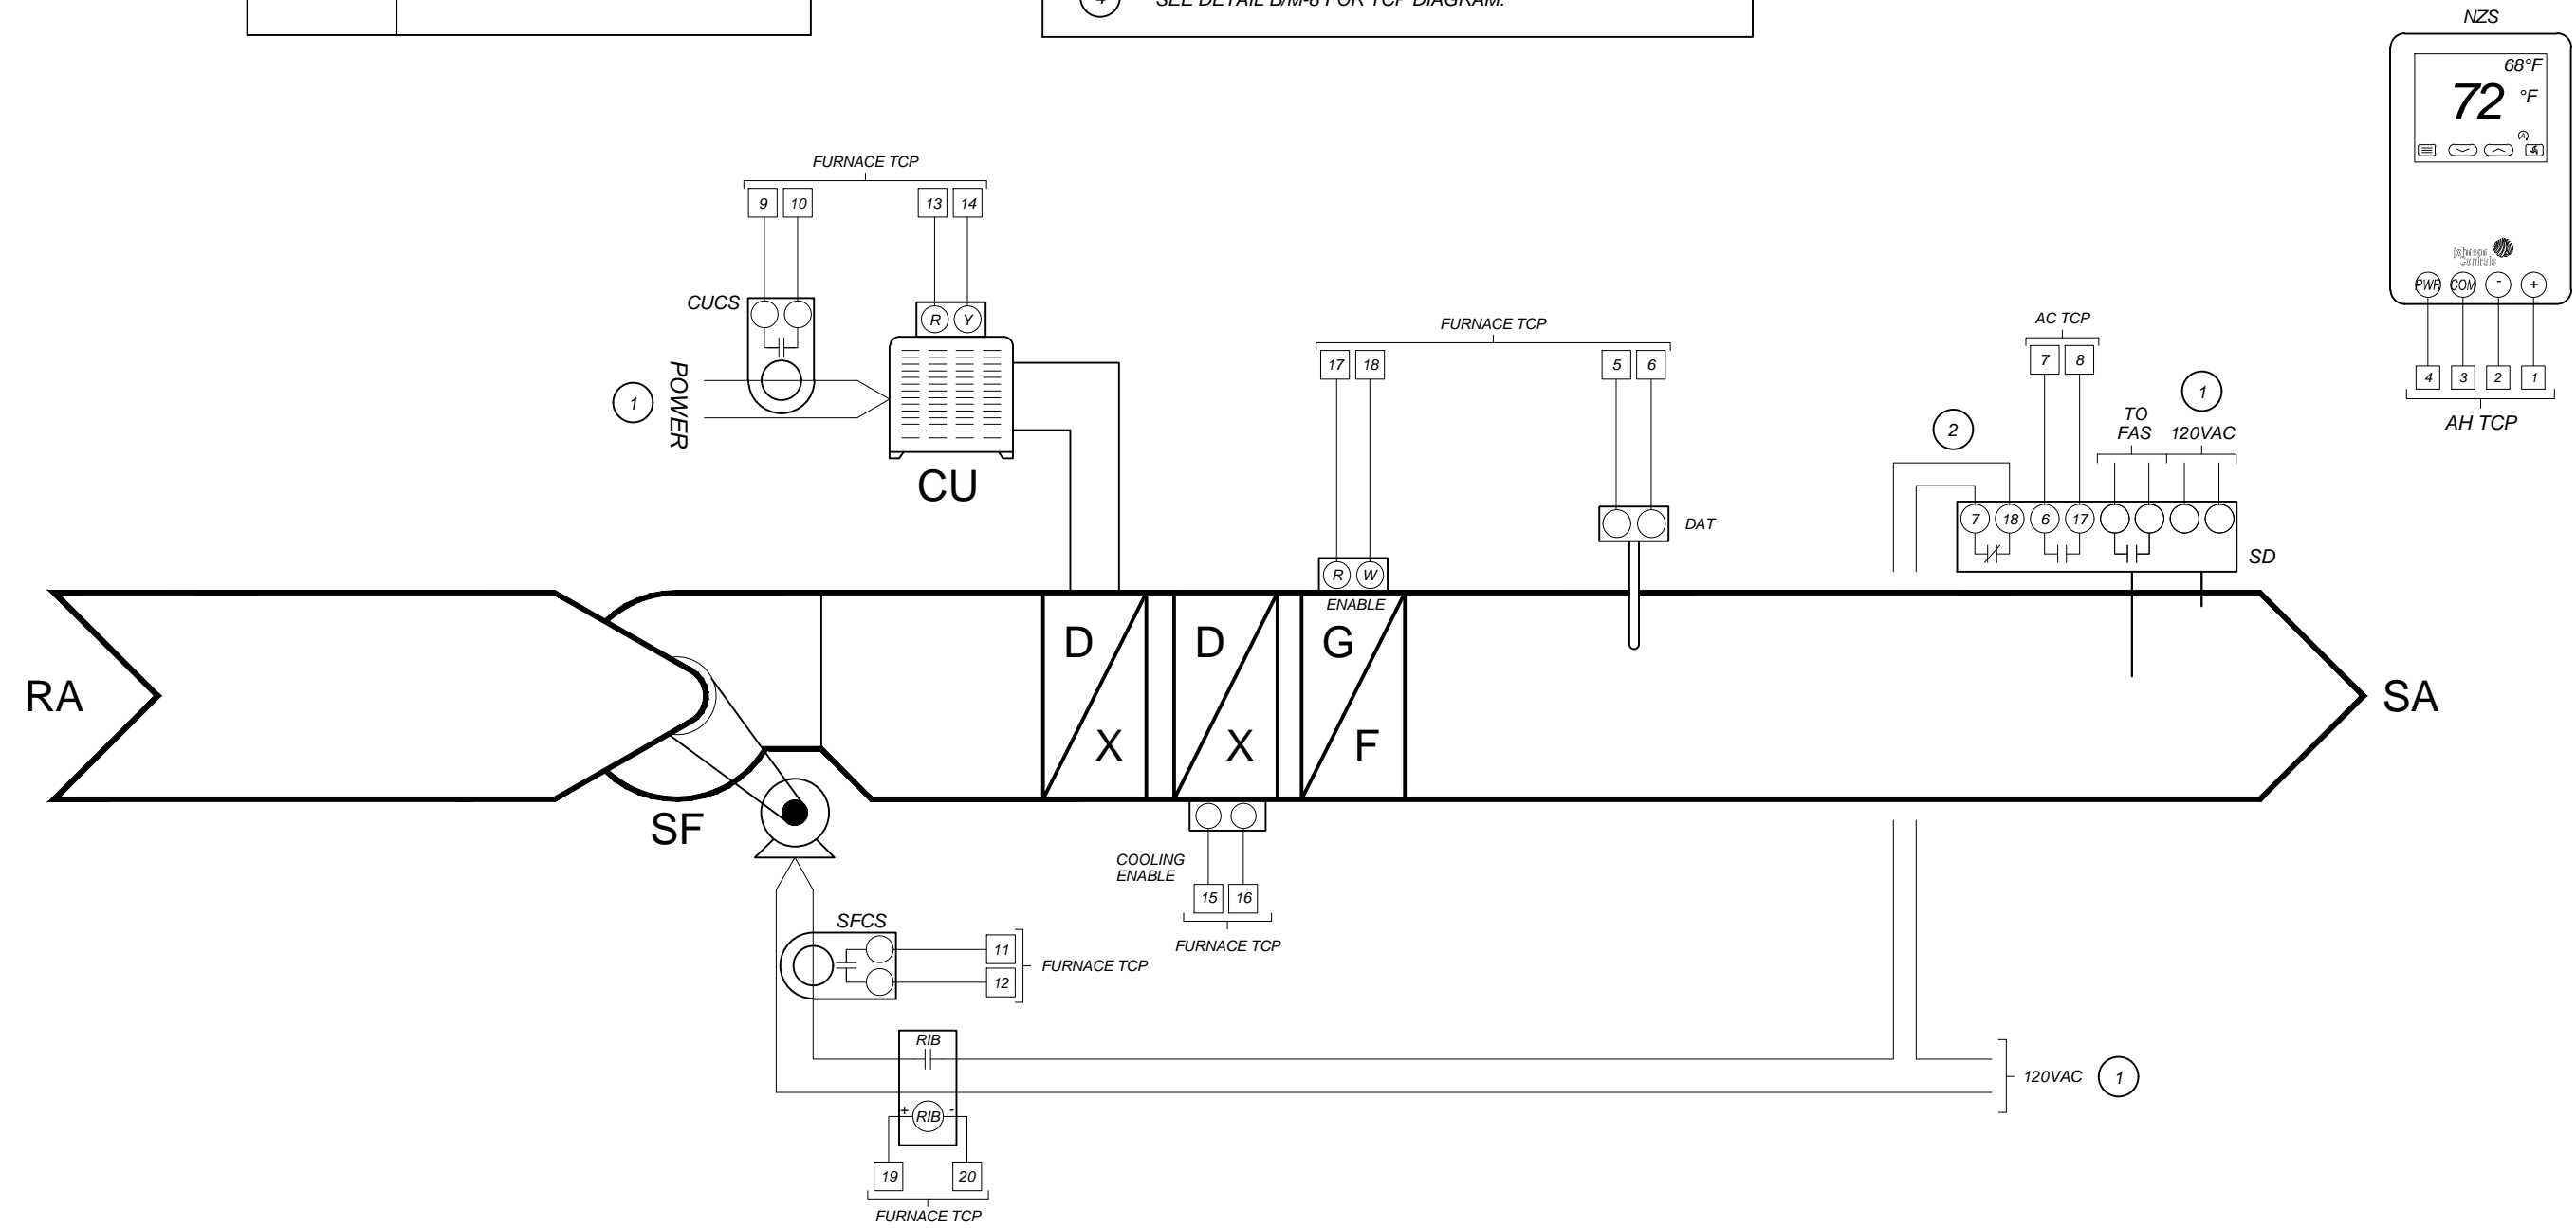 4 SEE DETAIL B/M-8 FOR TCP DIAGRAM.
NZS
68°F
72 °F
Johnson
Controls
PWR COM - +
4 3 2 1
AH TCP
FURNACE TCP
9 10 13 14
CUCS
R Y
1 POWER
CU
FURNACE TCP
17 18 5 6
R W
ENABLE
DAT
AC TCP
7 8
TO
FAS
1
120VAC
2
7 18 6 17
SD
RA
SF
D X
D X
G F
SA
COOLING
ENABLE
15 16
FURNACE TCP
SFCS
11
12
FURNACE TCP
RIB
+ RIB -
19 20
FURNACE TCP
120VAC 1